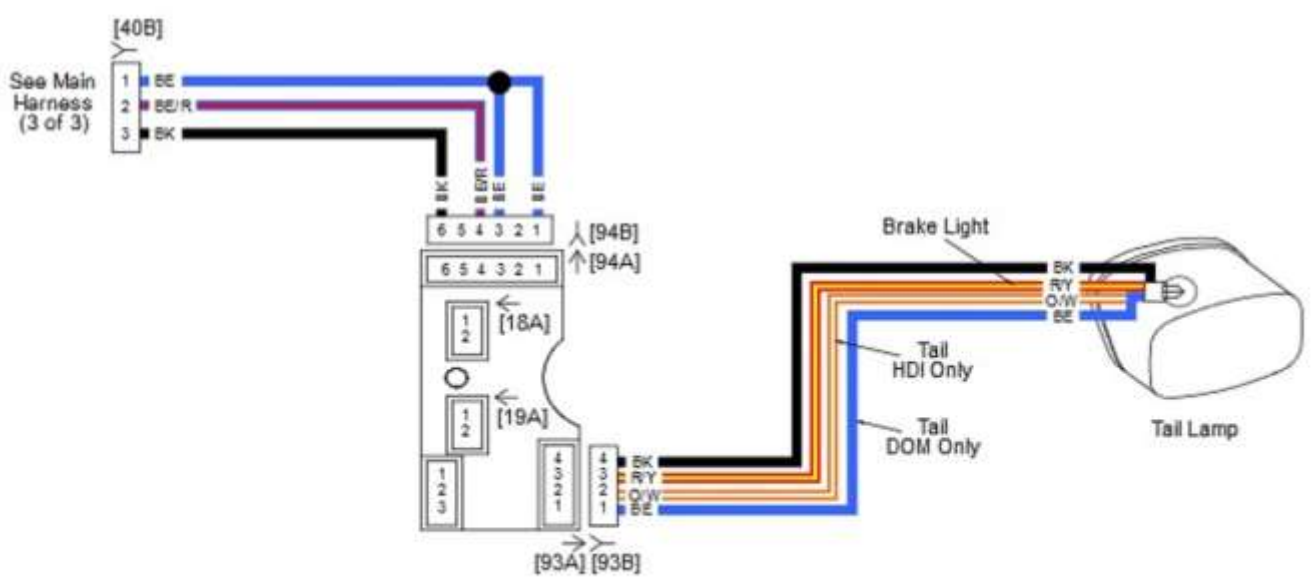 [40B]
See Main
Harness
(3 of 3)
1 BE
2 BE/R
3 BK
BK BE/R BE BE
6 5 4 3 2 1
[94B]
6 5 4 3 2 1
[94A]
1
2
[18A]
1
2
[19A]
1
2
3
4
3
2
1
4 BK
3 R/Y
2 O/W
1 BE
[93A] [93B]
Brake Light
BK
R/Y
O/W
BE
Tail
HDI Only
Tail
DOM Only
Tail Lamp